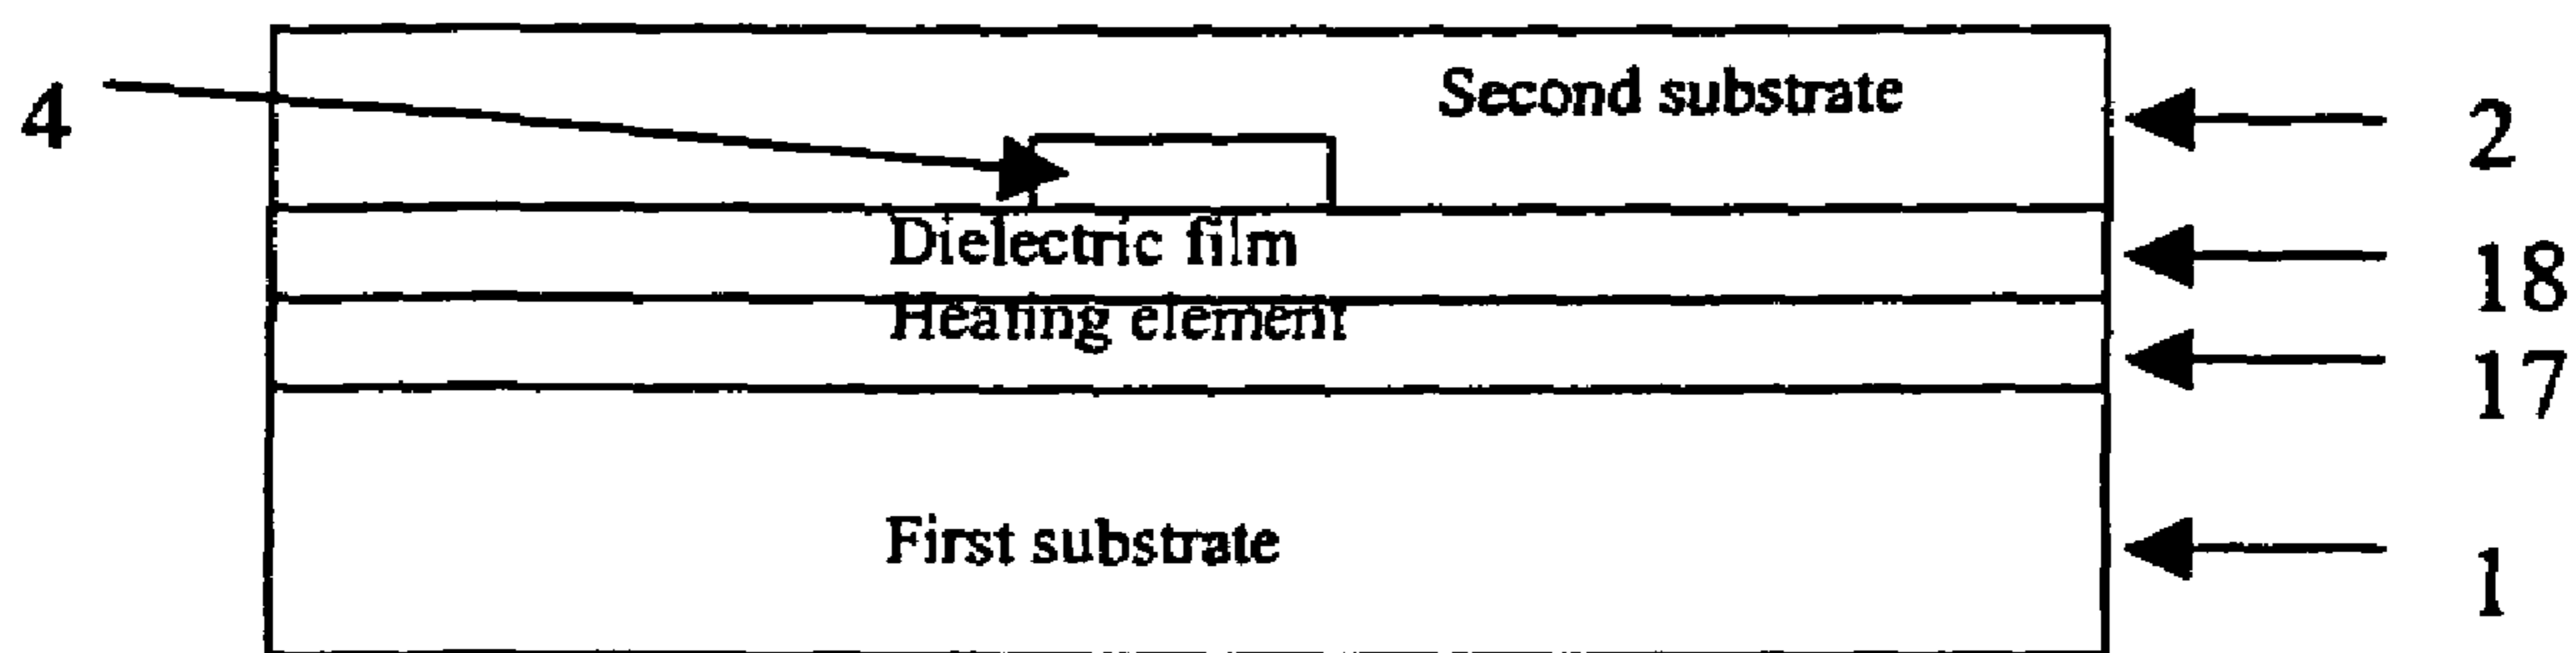 Second substrate
4
2
Dielectric film
18
Heating element
17
First substrate
1